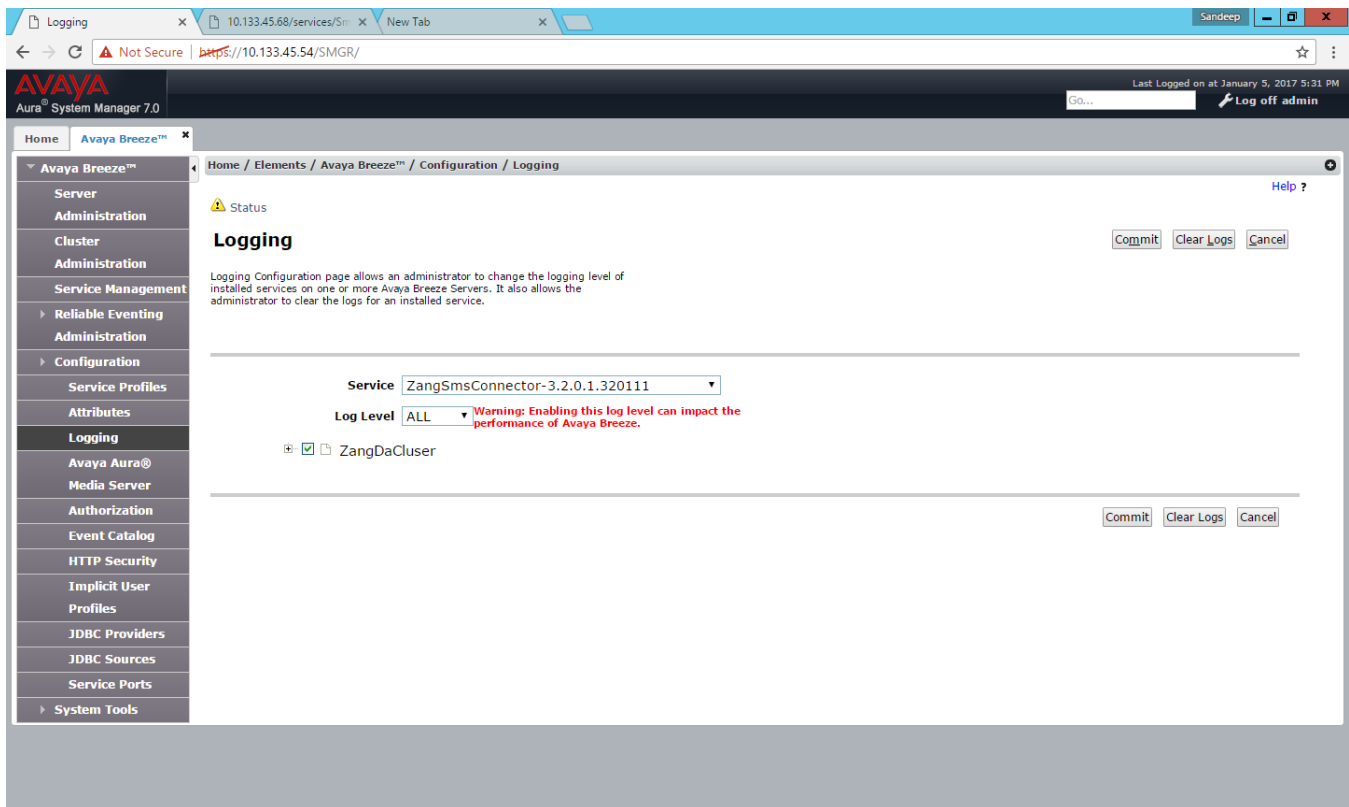 Logging
10.133.45.68/services/Sm
New Tab
Sandeep
Not Secure
https://10.133.45.54/SMGR/
AVAYA
Aura® System Manager 7.0
Last Logged on at January 5, 2017 5:31 PM
Go...
Log off admin
Home
Avaya Breeze™
Avaya Breeze™
Server
Administration
Cluster
Administration
Service Management
Reliable Eventing
Administration
Configuration
Service Profiles
Attributes
Logging
Avaya Aura®
Media Server
Authorization
Event Catalog
HTTP Security
Implicit User
Profiles
JDBC Providers
JDBC Sources
Service Ports
System Tools
Home / Elements / Avaya Breeze™ / Configuration / Logging
Help ?
Status
Logging
Commit
Clear Logs
Cancel
Logging Configuration page allows an administrator to change the logging level of
installed services on one or more Avaya Breeze Servers. It also allows the
administrator to clear the logs for an installed service.
Service
ZangSmsConnector-3.2.0.1.320111
Log Level
ALL
Warning: Enabling this log level can impact the
performance of Avaya Breeze.
ZangDaCluser
Commit
Clear Logs
Cancel